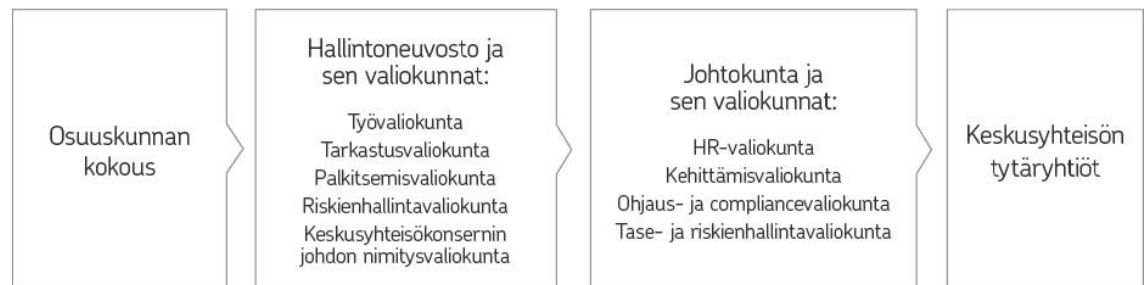 Osuuskunnan
kokous
Hallintoneuvosto ja
sen valiokunnat:
Työvaliokunta
Tarkastusvaliokunta
Palkitsemisvaliokunta
Riskienhallintavaliokunta
Keskusyhteisökonsernin
johdon nimitysvaliokunta
Johtokunta ja
sen valiokunnat:
HR-valiokunta
Kehittämisvaliokunta
Ohjaus- ja compliancevaliokunta
Tase- ja riskienhallintavaliokunta
Keskusyhteisön
tytäryhtiöt